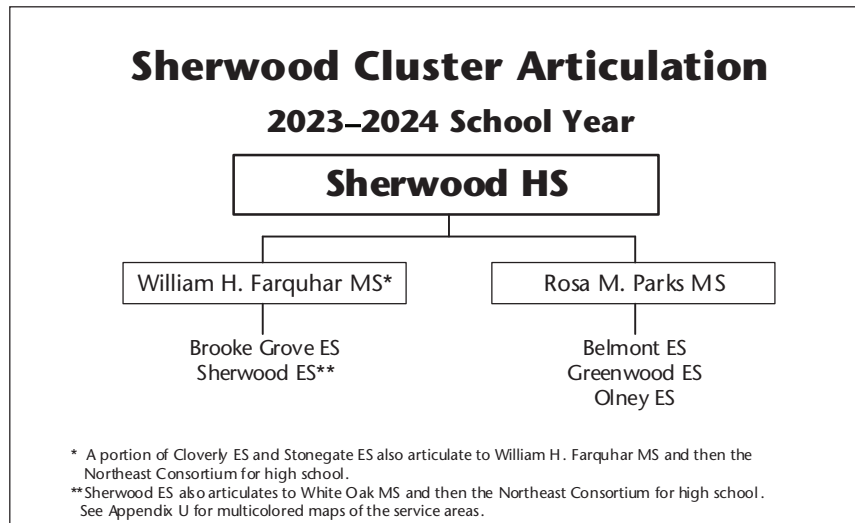 Sherwood Cluster Articulation
2023–2024 School Year
Sherwood HS
William H. Farquhar MS*
Rosa M. Parks MS
Brooke Grove ES
Sherwood ES**
Belmont ES
Greenwood ES
Olney ES
* A portion of Cloverly ES and Stonegate ES also articulate to William H. Farquhar MS and then the
Northeast Consortium for high school.
**Sherwood ES also articulates to White Oak MS and then the Northeast Consortium for high school.
See Appendix U for multicolored maps of the service areas.